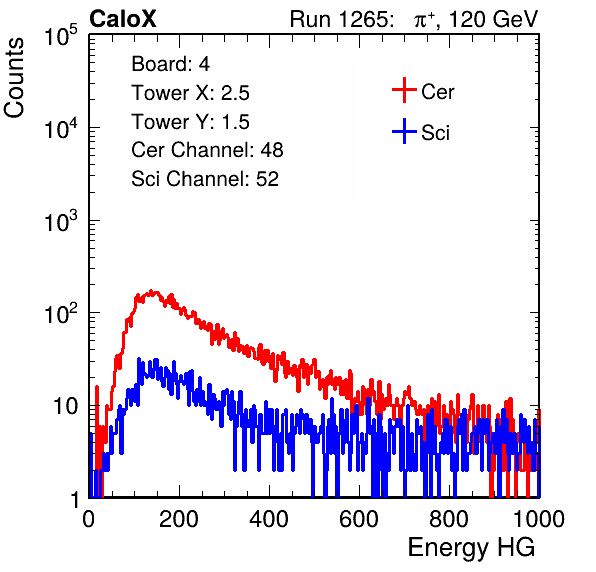 CaloX Run 1265: π⁺, 120 GeV
Counts
10⁵
10⁴
10³
10²
10
1
Board: 4
Tower X: 2.5
Tower Y: 1.5
Cer Channel: 48
Sci Channel: 52
Cer
Sci
0 200 400 600 800 1000
Energy HG